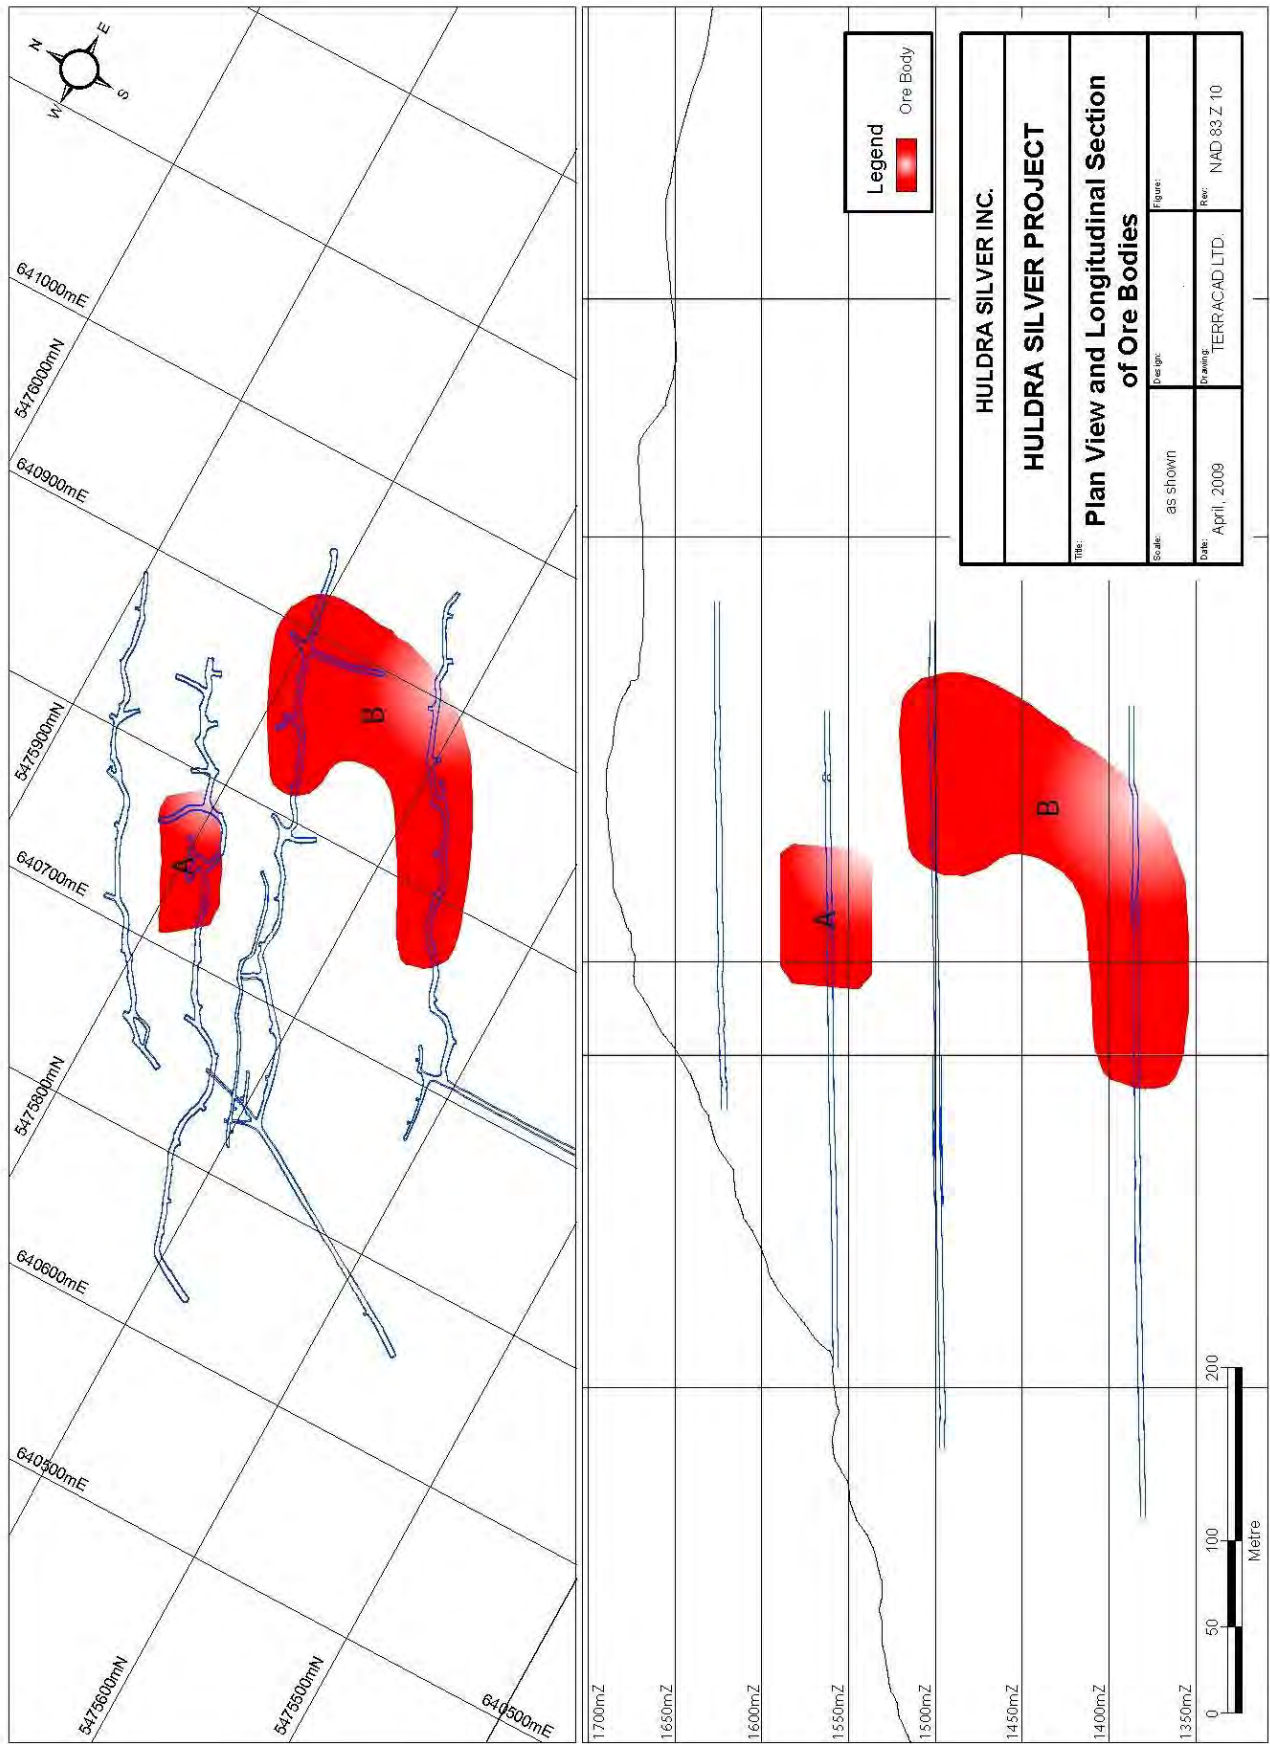 N
E
S
W
641000mE
5476000mN
640900mE
5475900mN
640700mE
5475800mN
640600mE
640500mE
5475600mN
5475500mN
640500mE
A
B
1700mZ
1650mZ
1600mZ
1550mZ
1500mZ
1450mZ
1400mZ
1350mZ
A
B
0 50 100 200
Metre
Legend
Ore Body
HULDRA SILVER INC.
HULDRA SILVER PROJECT
Title:
Plan View and Longitudinal Section
of Ore Bodies
Scale: as shown
Design:
Figure:
Date: April, 2009
Drawing: TERRACAD LTD.
Rev: NAD 83 Z 10